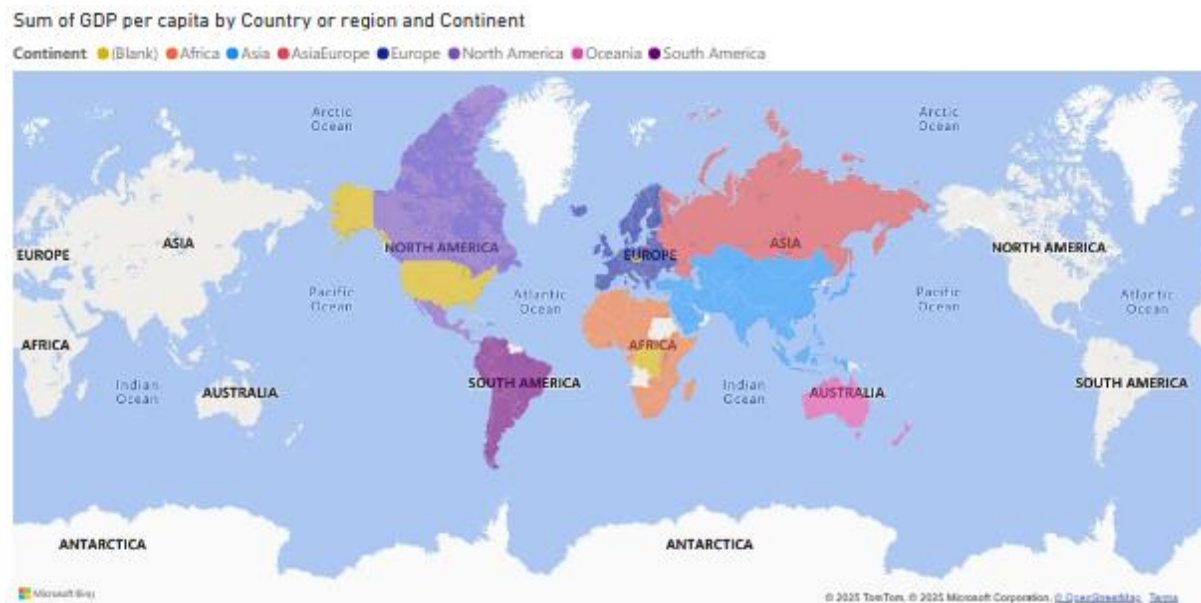 Sum of GDP per capita by Country or region and Continent
Continent (Blank) Africa Asia AsiaEurope Europe North America Oceania South America
Arctic
Ocean
Arctic
Ocean
EUROPE
ASIA
NORTH AMERICA
EUROPE
ASIA
NORTH AMERICA
Pacific
Ocean
Atlantic
Ocean
Pacific
Ocean
Atlantic
Ocean
AFRICA
AFRICA
Indian
Ocean
AUSTRALIA
SOUTH AMERICA
Indian
Ocean
AUSTRALIA
SOUTH AMERICA
ANTARCTICA
ANTARCTICA
Microsoft Bing
© 2025 TomTom, © 2025 Microsoft Corporation, © OpenStreetMap Terms